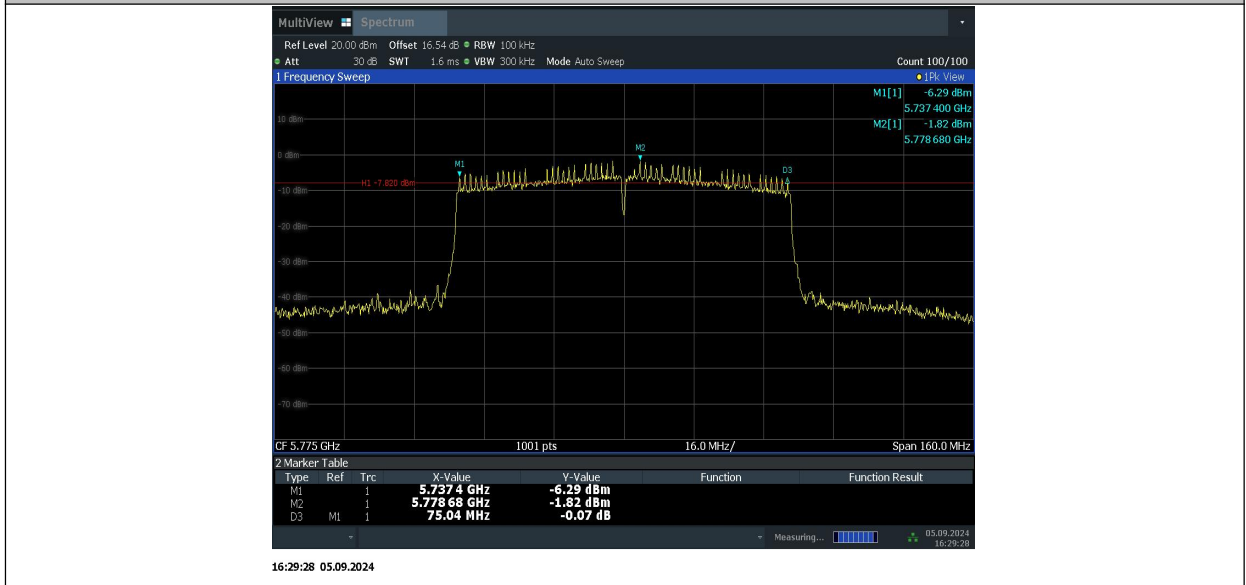 MultiView Spectrum
Ref Level 20.00 dBm Offset 16.54 dB RBW 100 kHz
Att 30 dB SWT 1.6 ms VBW 300 kHz Mode Auto Sweep Count 100/100
1 Frequency Sweep 1Pk View
M1[1] -6.29 dBm
5.737 400 GHz
10 dBm
M2[1] -1.82 dBm
5.778 680 GHz
M2
0 dBm
M1
D3
H1 -7.820 dBm
-10 dBm
-20 dBm
-30 dBm
-40 dBm
-50 dBm
-60 dBm
-70 dBm
CF 5.775 GHz 1001 pts 16.0 MHz/ Span 160.0 MHz
2 Marker Table
Type Ref Trc X-Value Y-Value Function Function Result
M1 1 5.737 4 GHz -6.29 dBm
M2 1 5.778 68 GHz -1.82 dBm
D3 M1 1 75.04 MHz -0.07 dB
Measuring... 05.09.2024
16:29:28
16:29:28 05.09.2024